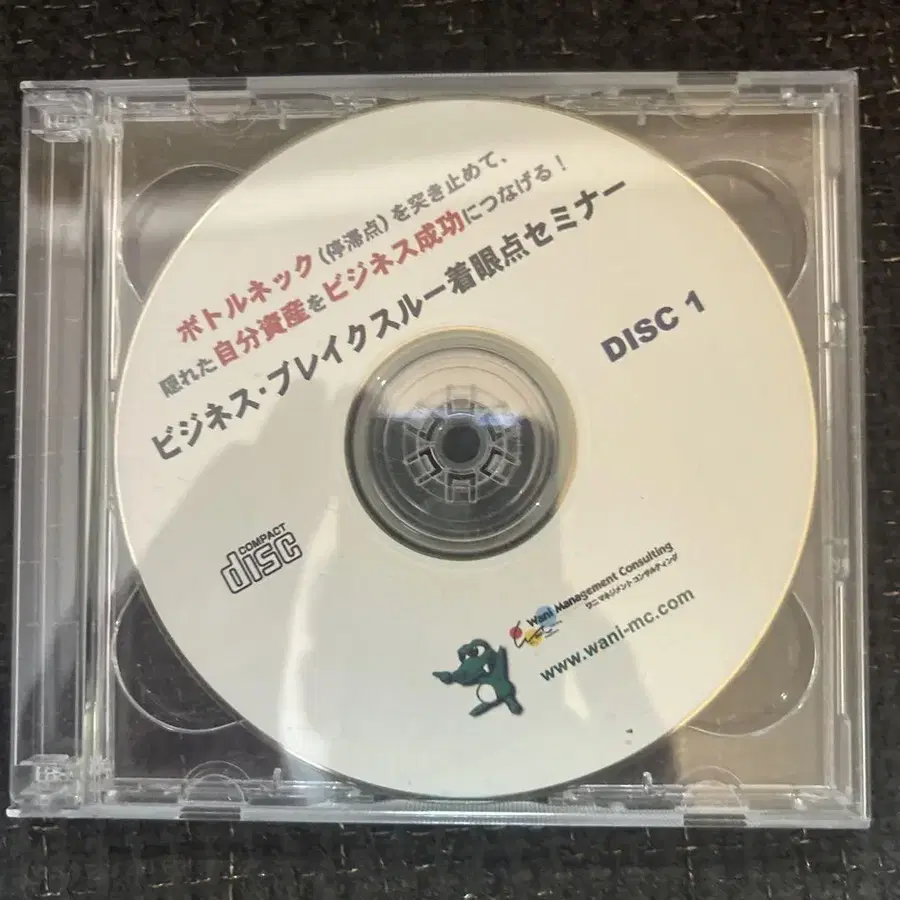 ボトルネック(停滞点)を突き止めて、
隠れた自分資産をビジネス成功につなげる!
ビジネス・ブレイクスルー着眼点セミナー
DISC 1
COMPACT
disc
Wani Management Consulting
ワニ マネジメント コンサルティング
www.wani-mc.com